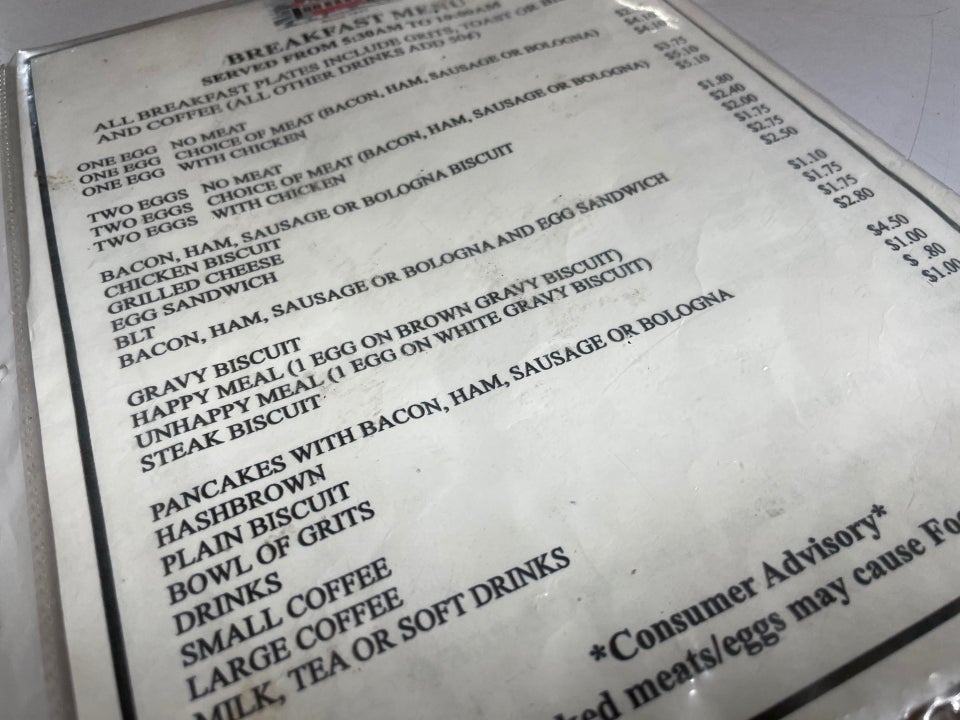 BREAKFAST MENU
SERVED FROM 5:30AM TO
ALL BREAKFAST PLATES INCLUDE GRITS, TOAST OR
AND COFFEE (ALL OTHER DRINKS ADD 50¢)
ONE EGG NO MEAT
ONE EGG CHOICE OF MEAT (BACON, HAM, SAUSAGE OR BOLOGNA)
ONE EGG WITH CHICKEN
TWO EGGS NO MEAT $3.75
TWO EGGS CHOICE OF MEAT (BACON, HAM, SAUSAGE OR BOLOGNA) $5.10
TWO EGGS WITH CHICKEN $5.10
BACON, HAM, SAUSAGE OR BOLOGNA BISCUIT $1.80
CHICKEN BISCUIT $2.40
GRILLED CHEESE $2.00
EGG SANDWICH $1.75
BLT $2.75
BACON, HAM, SAUSAGE OR BOLOGNA AND EGG SANDWICH $2.50
GRAVY BISCUIT $1.10
HAPPY MEAL (1 EGG ON BROWN GRAVY BISCUIT) $1.75
UNHAPPY MEAL (1 EGG ON WHITE GRAVY BISCUIT) $1.75
STEAK BISCUIT $2.80
PANCAKES WITH BACON, HAM, SAUSAGE OR BOLOGNA $4.50
HASHBROWN $1.00
PLAIN BISCUIT $ .80
BOWL OF GRITS $1.00
DRINKS
SMALL COFFEE
LARGE COFFEE
MILK, TEA OR SOFT DRINKS
*Consumer Advisory*
meats/eggs may cause